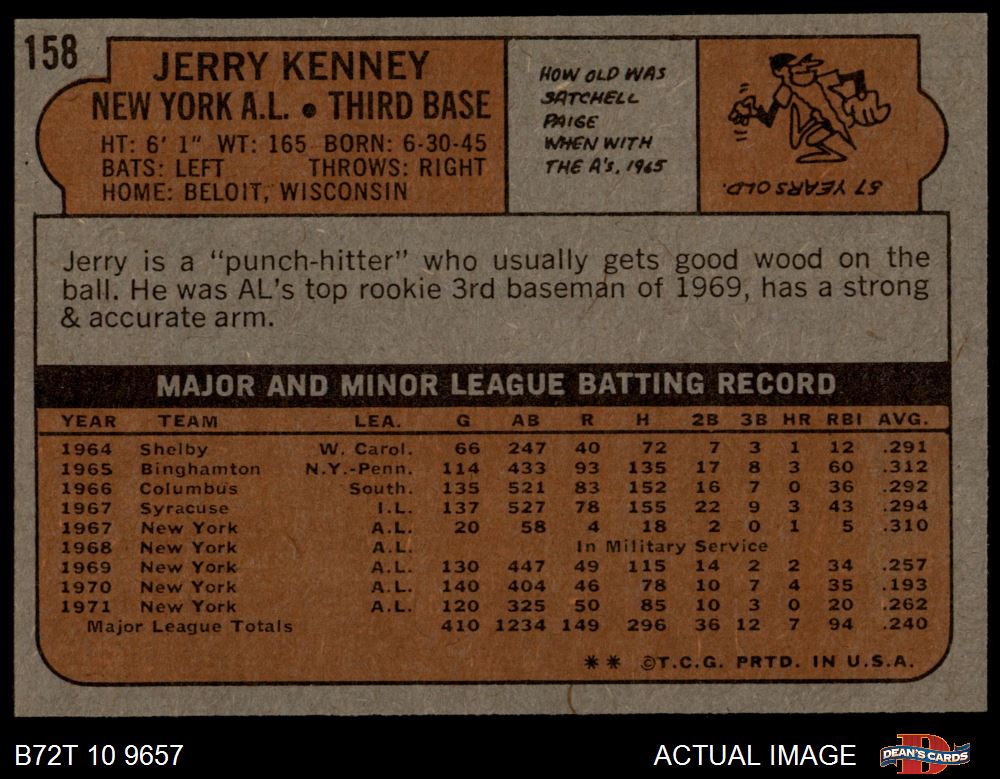 158
JERRY KENNEY
NEW YORK A.L. • THIRD BASE
HT: 6' 1" WT: 165 BORN: 6-30-45
BATS: LEFT THROWS: RIGHT
HOME: BELOIT, WISCONSIN
HOW OLD WAS
SATCHELL
PAIGE
WHEN WITH
THE A's, 1965
57 YEARS OLD.
Jerry is a "punch-hitter" who usually gets good wood on the
ball. He was AL's top rookie 3rd baseman of 1969, has a strong
& accurate arm.
MAJOR AND MINOR LEAGUE BATTING RECORD
YEAR TEAM LEA. G AB R H 2B 3B HR RBI AVG.
1964 Shelby W. Carol. 66 247 40 72 7 3 1 12 .291
1965 Binghamton N.Y.-Penn. 114 433 93 135 17 8 3 60 .312
1966 Columbus South. 135 521 83 152 16 7 0 36 .292
1967 Syracuse I.L. 137 527 78 155 22 9 3 43 .294
1967 New York A.L. 20 58 4 18 2 0 1 5 .310
1968 New York A.L. In Military Service
1969 New York A.L. 130 447 49 115 14 2 2 34 .257
1970 New York A.L. 140 404 46 78 10 7 4 35 .193
1971 New York A.L. 120 325 50 85 10 3 0 20 .262
Major League Totals 410 1234 149 296 36 12 7 94 .240
** ©T.C.G. PRTD. IN U.S.A.
B72T 10 9657 ACTUAL IMAGE DEAN'S CARDS